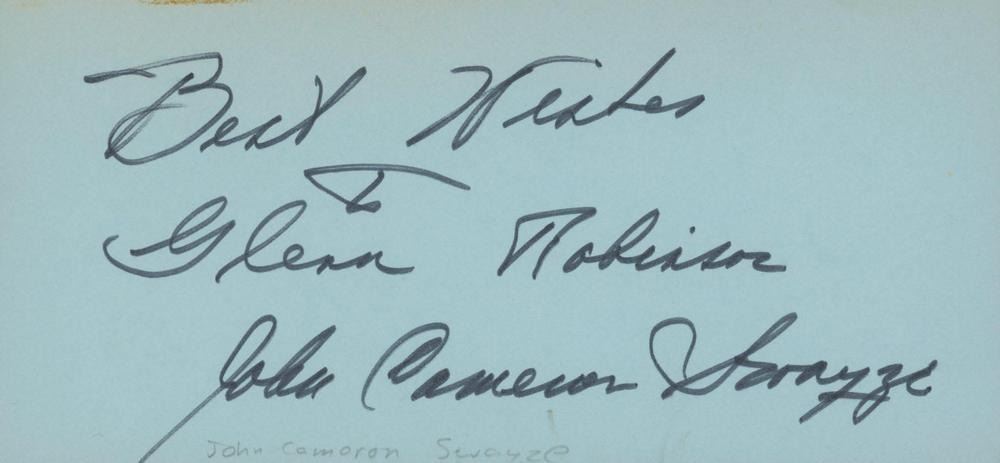 Best Wishes
To
Glenn Robinson
John Cameron Swayze
John Cameron Swayze